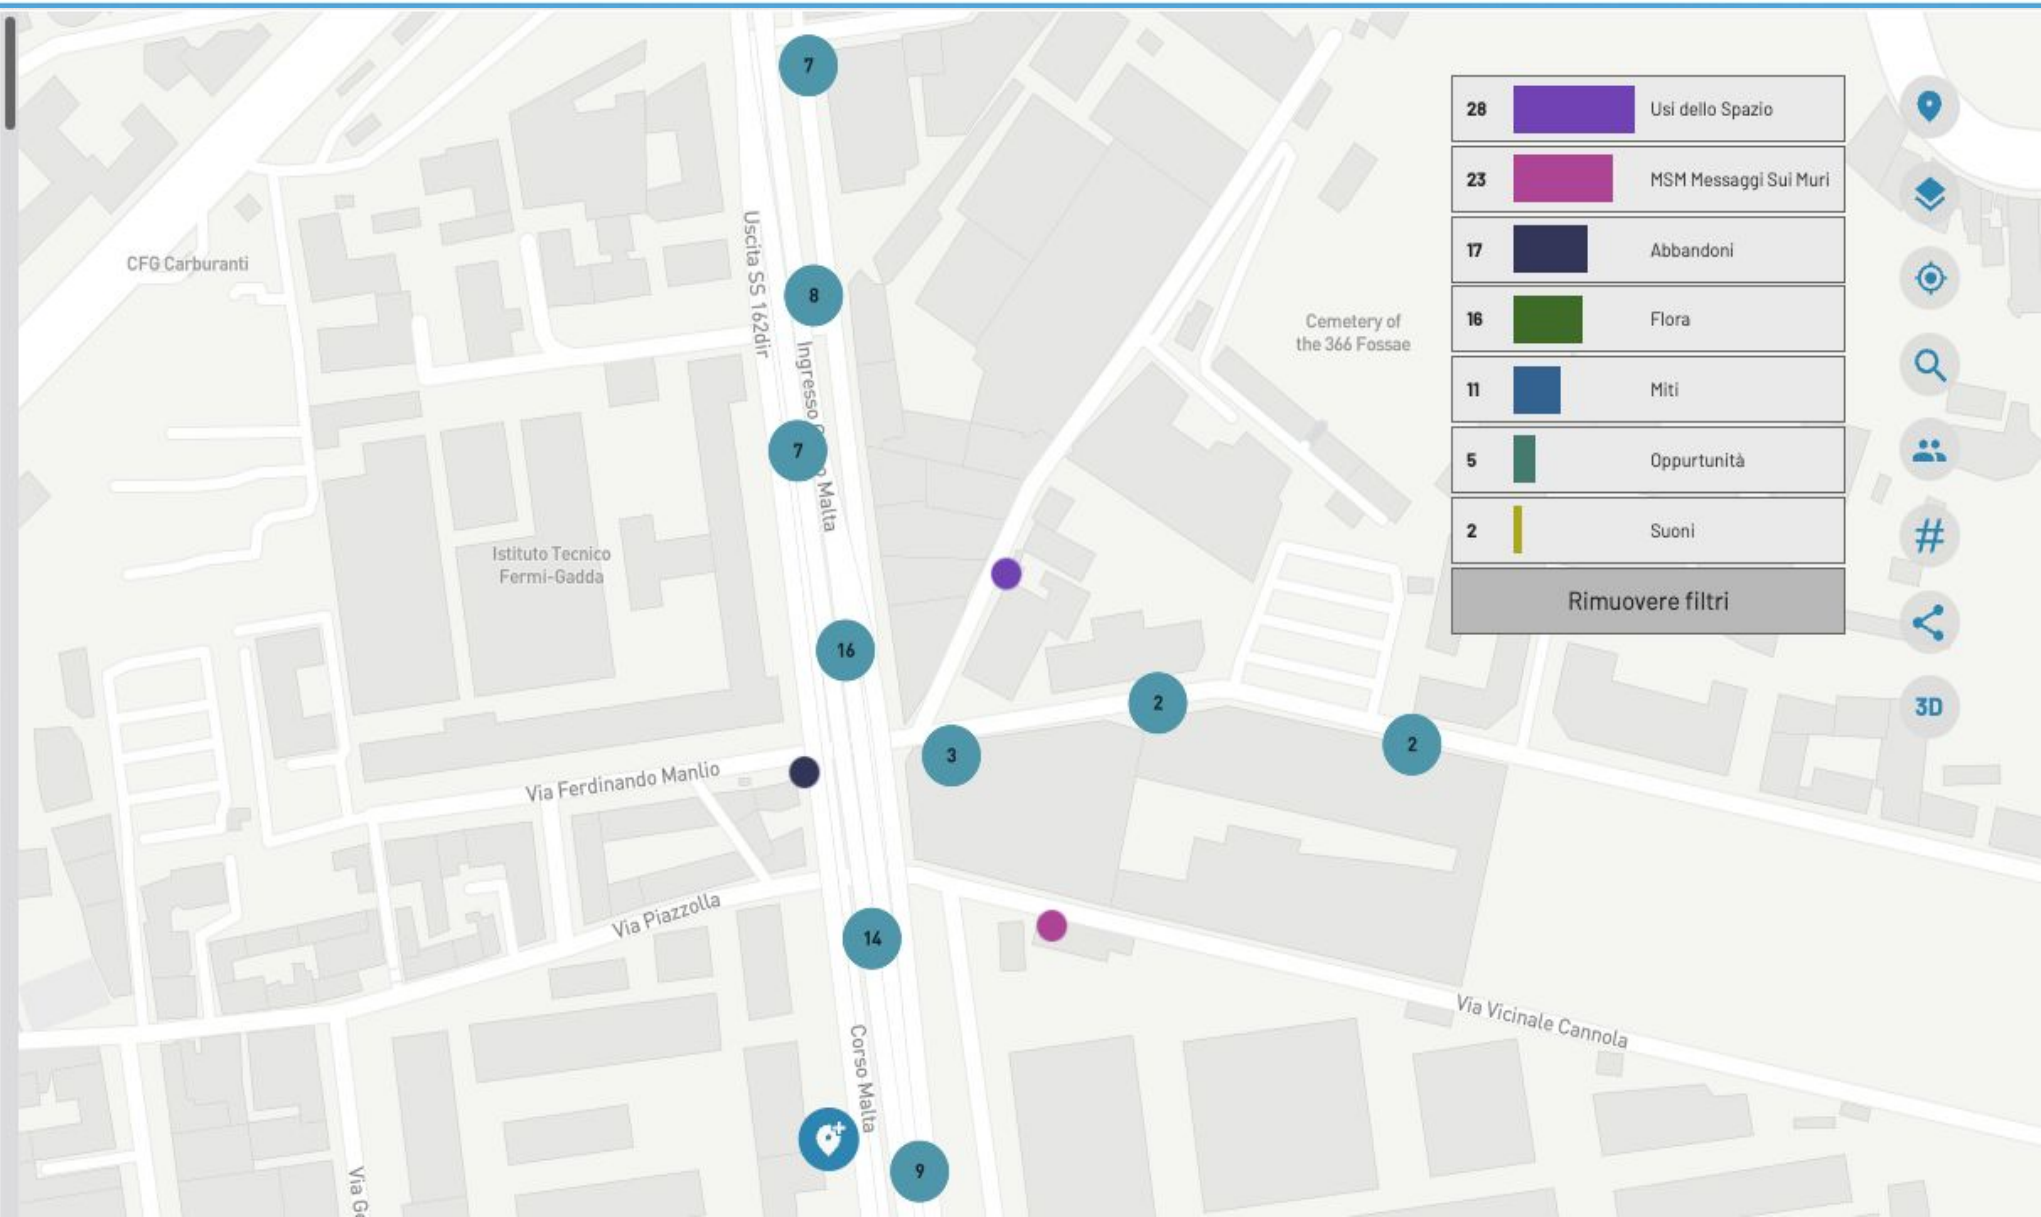 7
28 Usi dello Spazio
23 MSM Messaggi Sui Muri
17 Abbandoni
16 Flora
11 Miti
5 Oppurtunità
2 Suoni
Rimuovere filtri
#
3D
CFG Carburanti
Uscita SS 162dir
8
Cemetery of
the 366 Fossae
Ingresso
Malta
7
Istituto Tecnico
Fermi-Gadda
16
2
2
3
Via Ferdinando Manlio
Via Piazzolla
14
Via Vicinale Cannola
Corso Malta
9